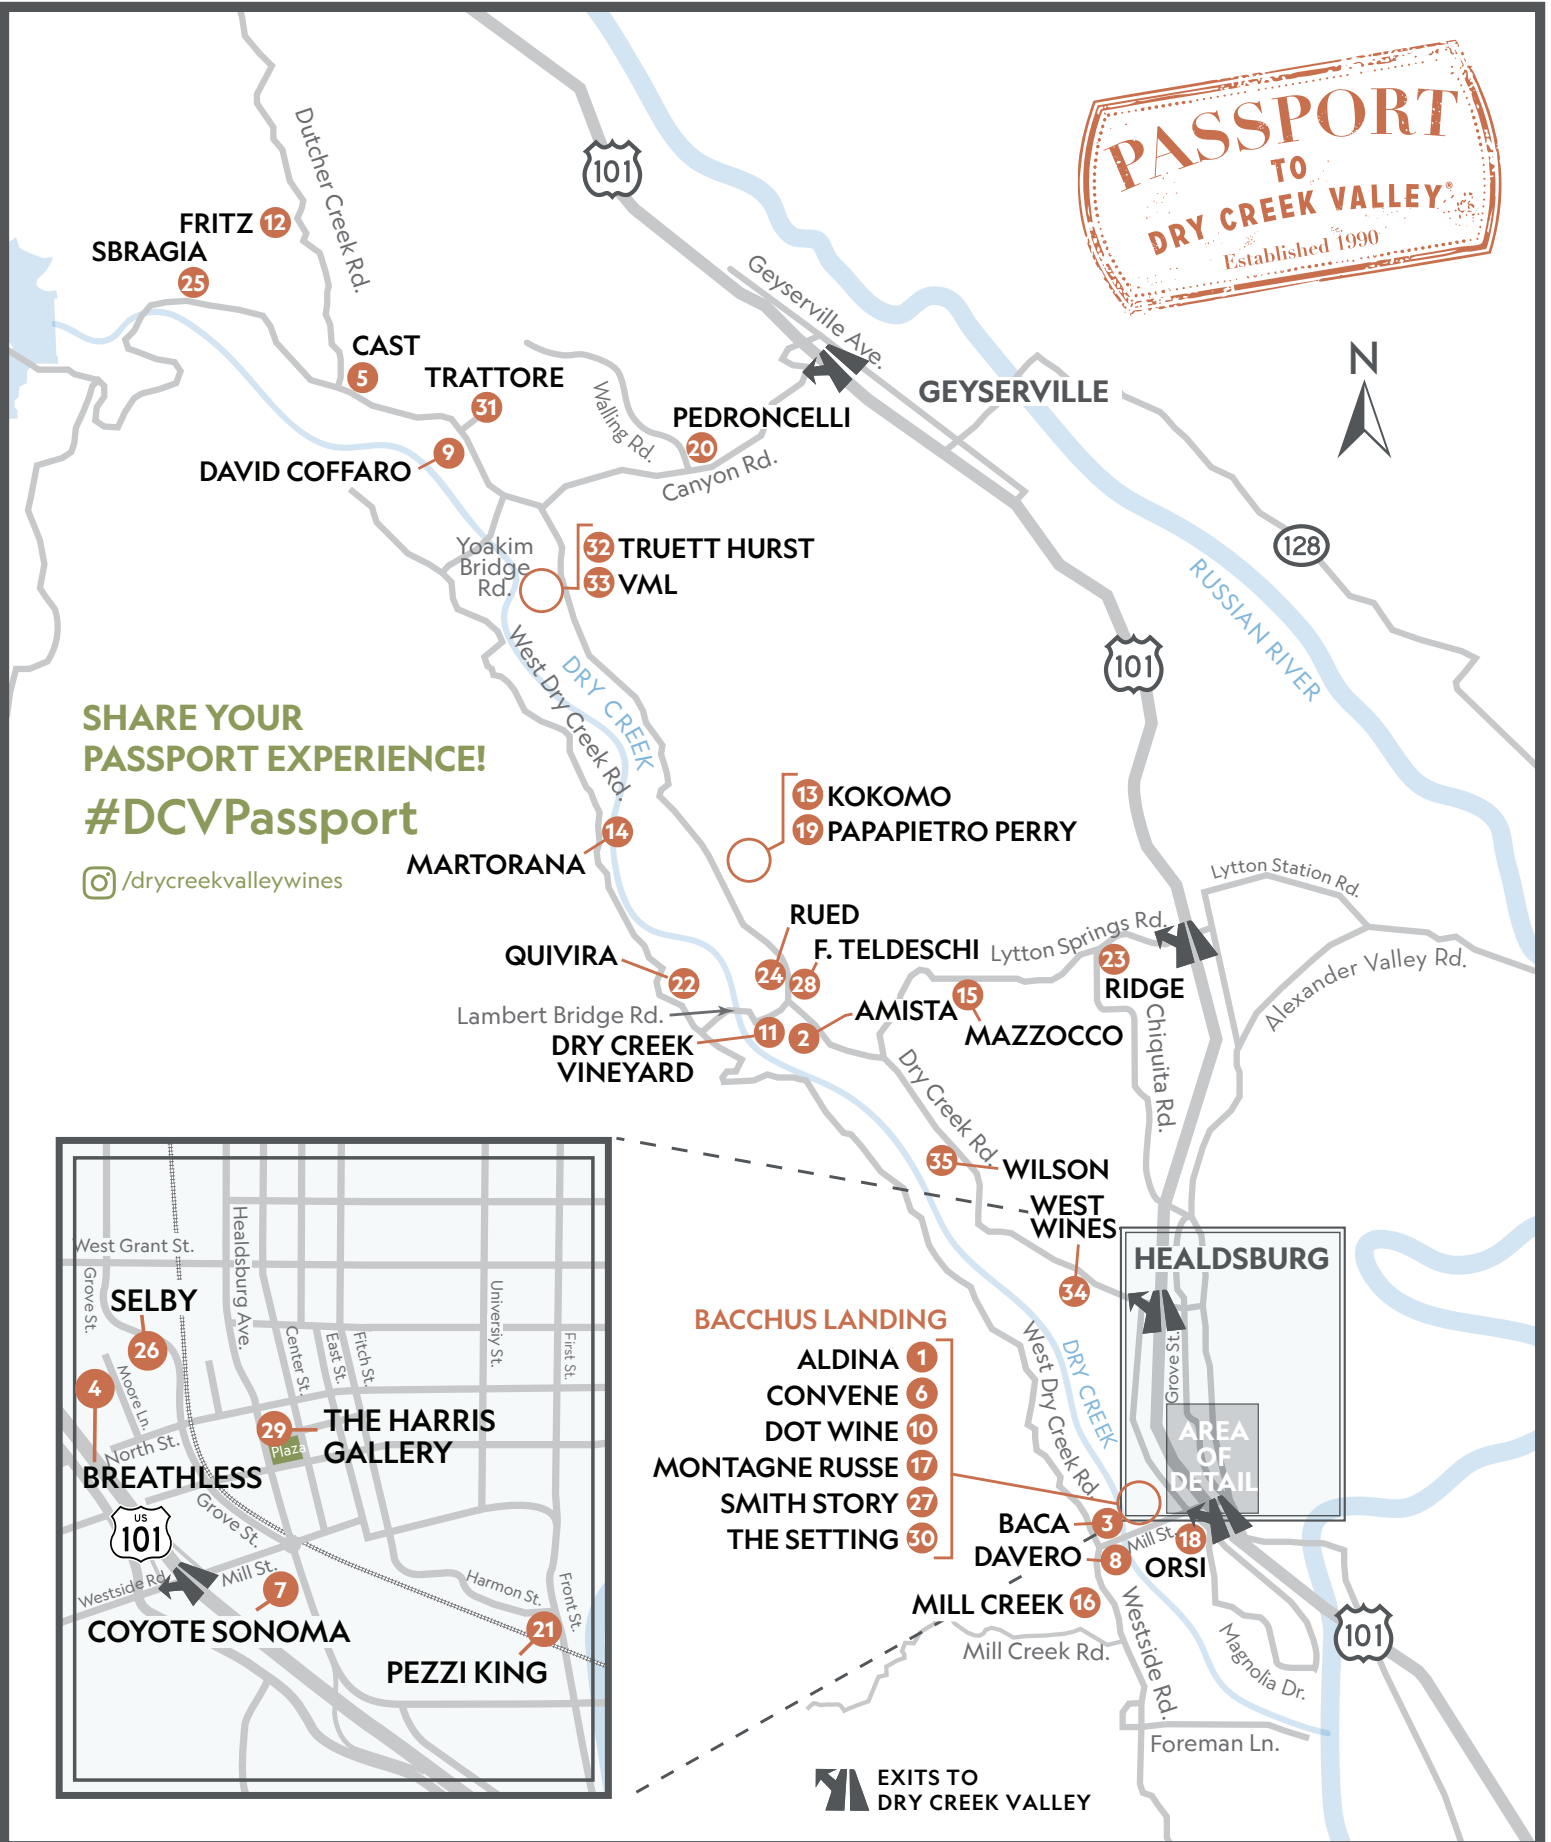 PASSPORT
TO
DRY CREEK VALLEY®
Established 1990
N
101
Dutcher Creek Rd.
FRITZ 12
SBRAGIA
25
CAST
5
TRATTORE
31
9
DAVID COFFARO
Geyserville Ave.
GEYSERVILLE
Walling Rd.
PEDRONCELLI
20
Canyon Rd.
128
RUSSIAN RIVER
Yoakim
Bridge
Rd.
32 TRUETT HURST
33 VML
101
West Dry Creek Rd.
DRY CREEK
SHARE YOUR
PASSPORT EXPERIENCE!
#DCVPassport
/drycreekvalleywines
13 KOKOMO
19 PAPAPIETRO PERRY
14
MARTORANA
Lytton Station Rd.
RUED
24
F. TELDESCHI
28
QUIVIRA
22
Lytton Springs Rd.
23
RIDGE
Alexander Valley Rd.
Lambert Bridge Rd.
AMISTA
2
15
MAZZOCCO
DRY CREEK
VINEYARD
11
Chiquita Rd.
Dry Creek Rd.
35 WILSON
WEST
WINES
34
HEALDSBURG
Grove St.
AREA
OF
DETAIL
BACCHUS LANDING
ALDINA 1
CONVENE 6
DOT WINE 10
MONTAGNE RUSSE 17
SMITH STORY 27
THE SETTING 30
West Dry Creek Rd.
DRY CREEK
BACA 3
DAVERO 8
Mill St.
18
ORSI
MILL CREEK 16
Mill Creek Rd.
Westside Rd.
Magnolia Dr.
101
Foreman Ln.
EXITS TO
DRY CREEK VALLEY
West Grant St.
Grove St.
Healdsburg Ave.
SELBY
26
4
BREATHLESS
Moore Ln.
North St.
Center St.
East St.
Fitch St.
Universiy St.
First St.
29
THE HARRIS
GALLERY
Plaza
US
101
Grove St.
Westside Rd.
Mill St.
7
COYOTE SONOMA
Harmon St.
Front St.
21
PEZZI KING